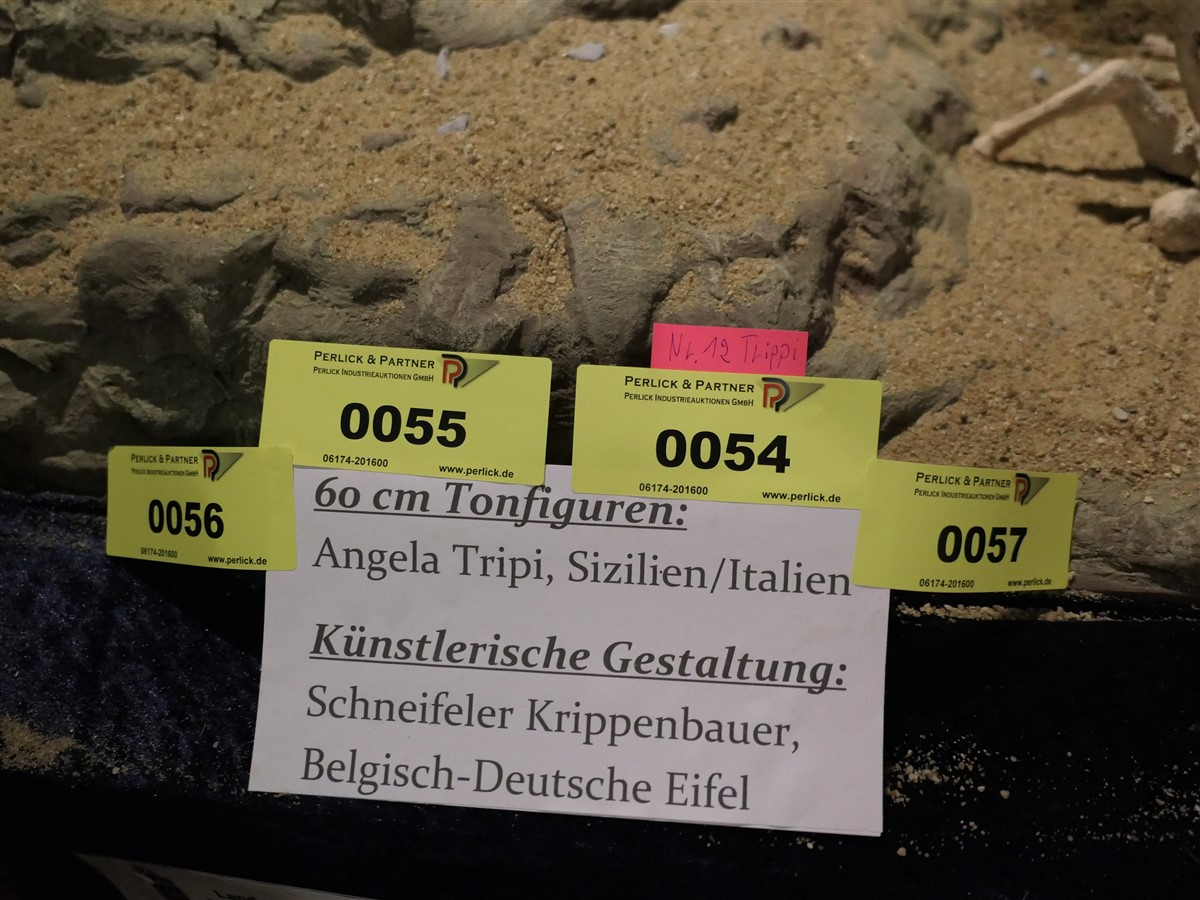 Nr. 12 Trippi
PERLICK & PARTNER
PERLICK INDUSTRIEAUKTIONEN GMBH
0055
06174-201600 www.perlick.de
PERLICK & PARTNER
PERLICK INDUSTRIEAUKTIONEN GMBH
0054
06174-201600 www.perlick.de
PERLICK & PARTNER
PERLICK INDUSTRIEAUKTIONEN GMBH
0056
06174-201600 www.perlick.de
PERLICK & PARTNER
PERLICK INDUSTRIEAUKTIONEN GMBH
0057
06174-201600 www.perlick.de
60 cm Tonfiguren:
Angela Tripi, Sizilien/Italien
Künstlerische Gestaltung:
Schneifeler Krippenbauer,
Belgisch-Deutsche Eifel